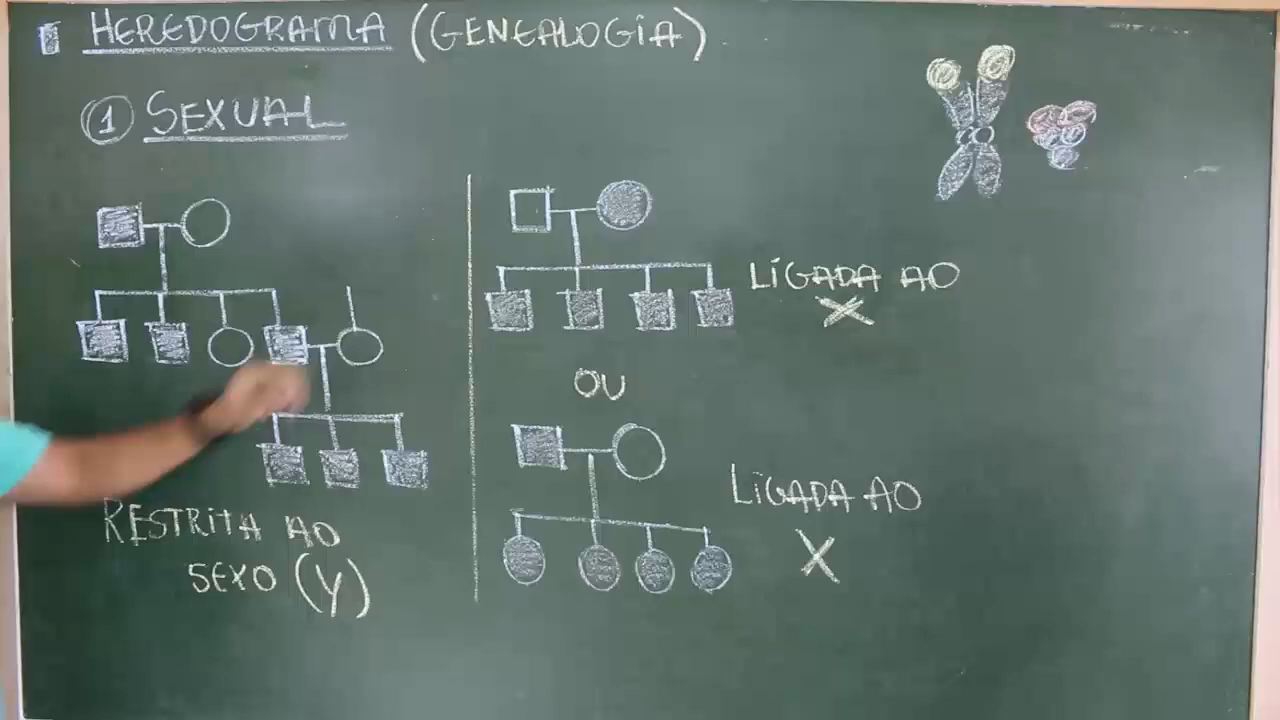 HEREDOGRAMA (GENEALOGIA)
1 SEXUAL
RESTRITA AO
SEXO (Y)
LIGADA AO
X
OU
LIGADA AO
X